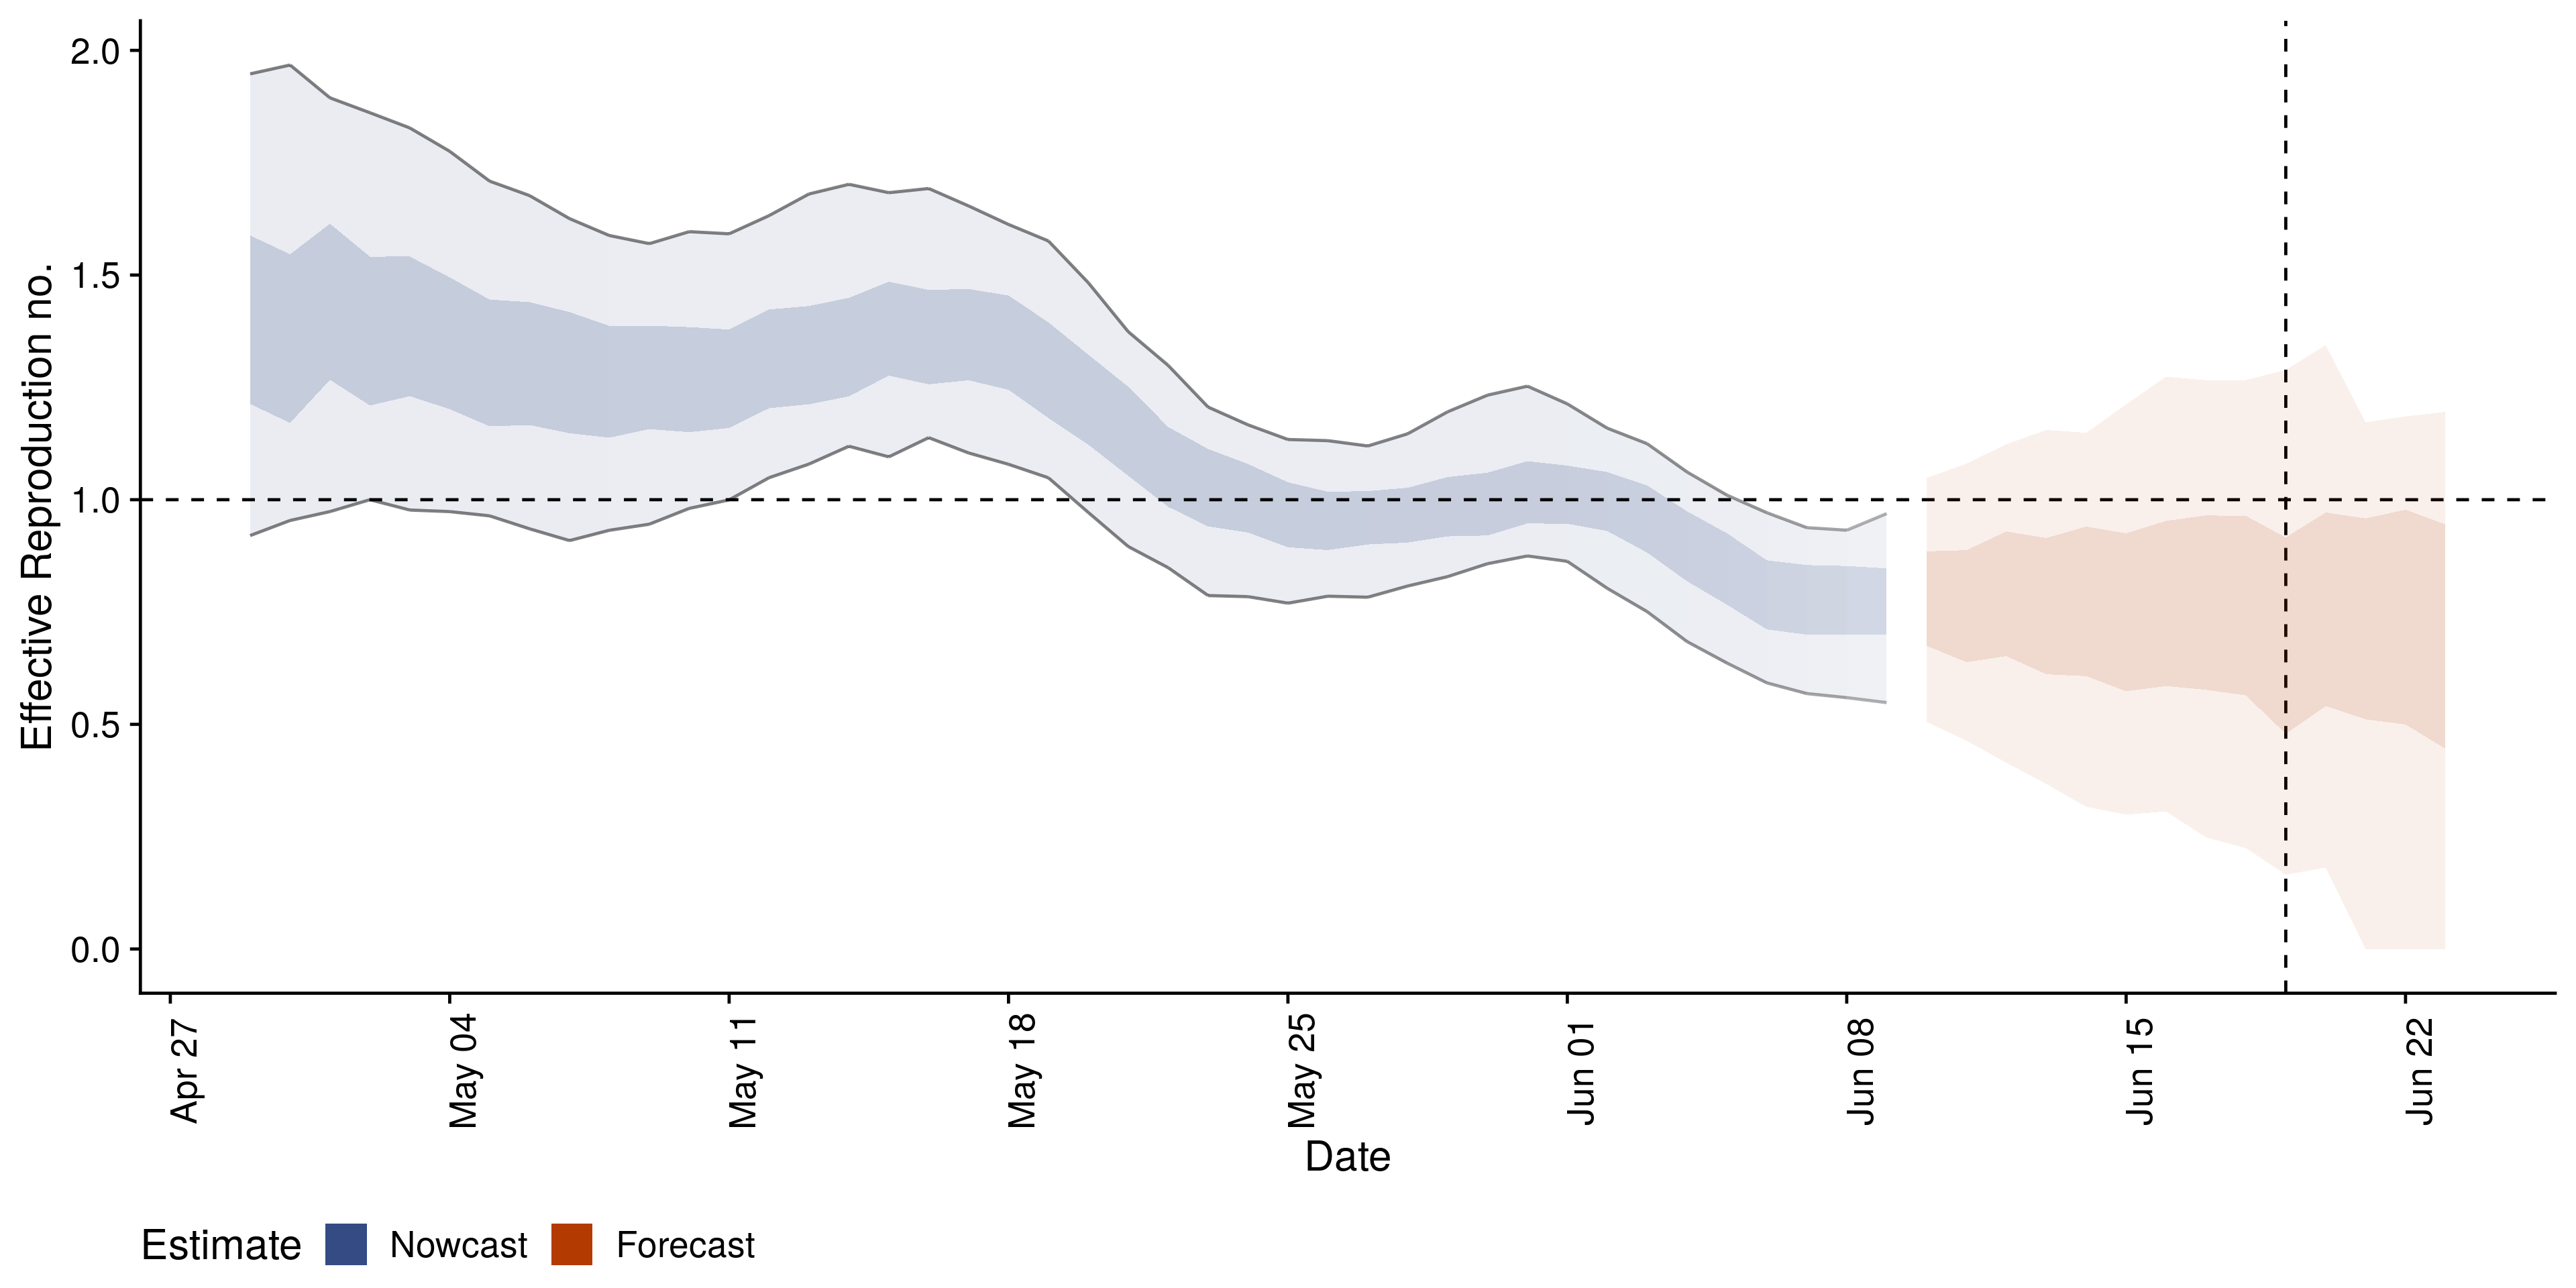 Effective Reproduction no.
2.0
1.5
1.0
0.5
0.0
Apr 27
May 04
May 11
May 18
May 25
Jun 01
Jun 08
Jun 15
Jun 22
Date
Estimate Nowcast Forecast